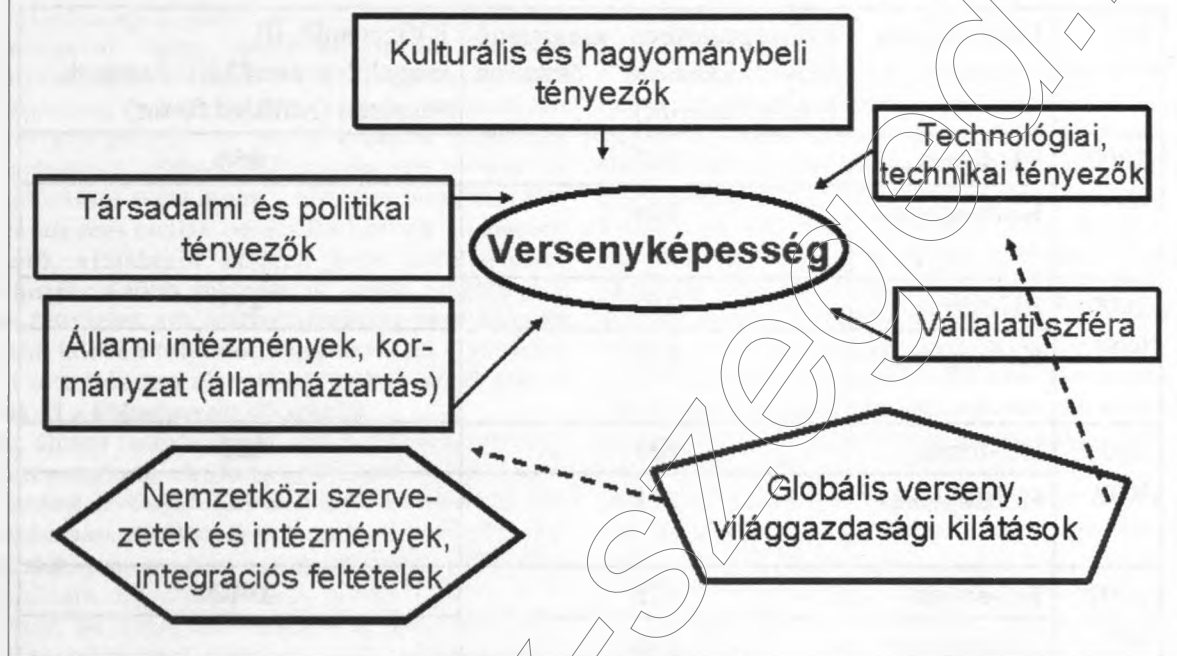 Kulturális és nagyománybeli
tényezők
Technológiai,
technikai tényezők
Társadalmi és politikai
tényezők
Versenyképesség
Állami intézmények, kor-
mányzat (államháztartás)
Vállalati szféra
Nemzetközi szerve-
zetek és intézmények,
integrációs feltételek
Globális verseny,
világgazdasági kilátások